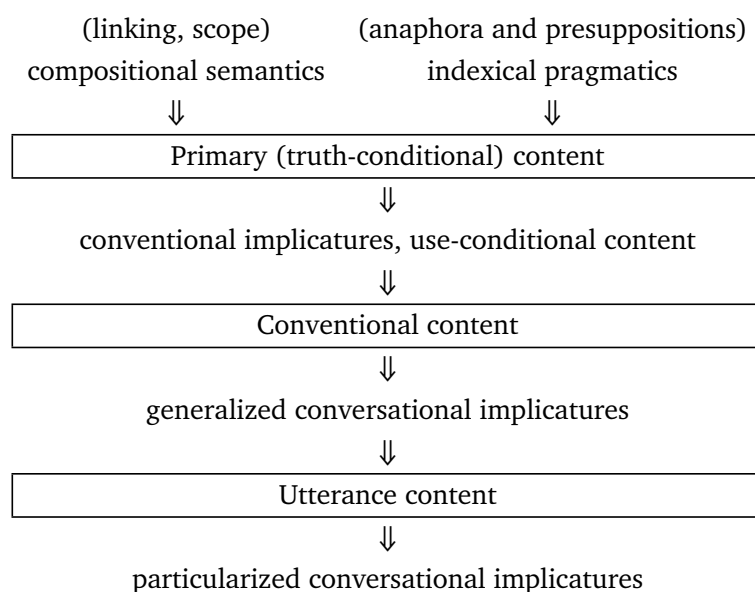 (linking, scope) (anaphora and presuppositions)
compositional semantics indexical pragmatics
⇓ ⇓
Primary (truth-conditional) content
⇓
conventional implicatures, use-conditional content
⇓
Conventional content
⇓
generalized conversational implicatures
⇓
Utterance content
⇓
particularized conversational implicatures